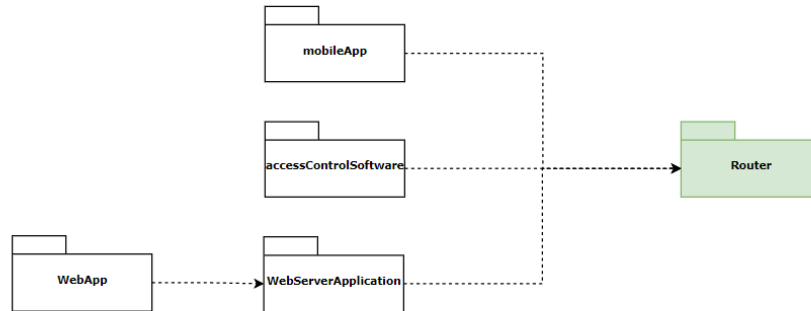 mobileApp
accessControlSoftware
Router
WebApp
WebServerApplication